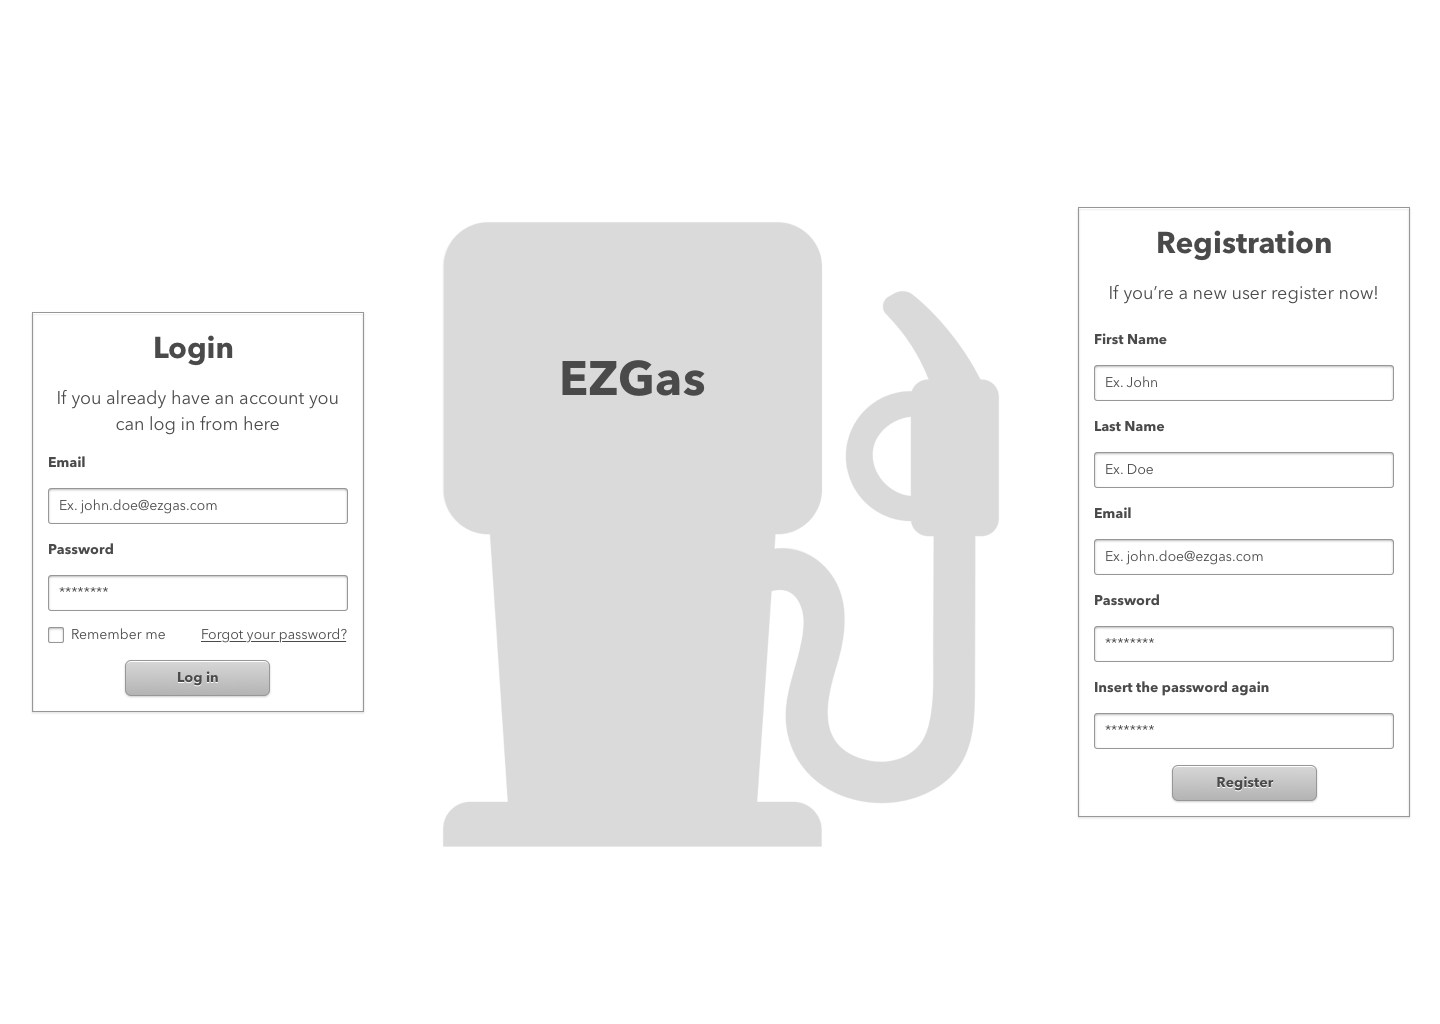 Login
If you already have an account you
can log in from here
Email
Ex. john.doe@ezgas.com
Password
********
Remember me
Forgot your password?
Log in
EZGas
Registration
If you’re a new user register now!
First Name
Ex. John
Last Name
Ex. Doe
Email
Ex. john.doe@ezgas.com
Password
********
Insert the password again
********
Register